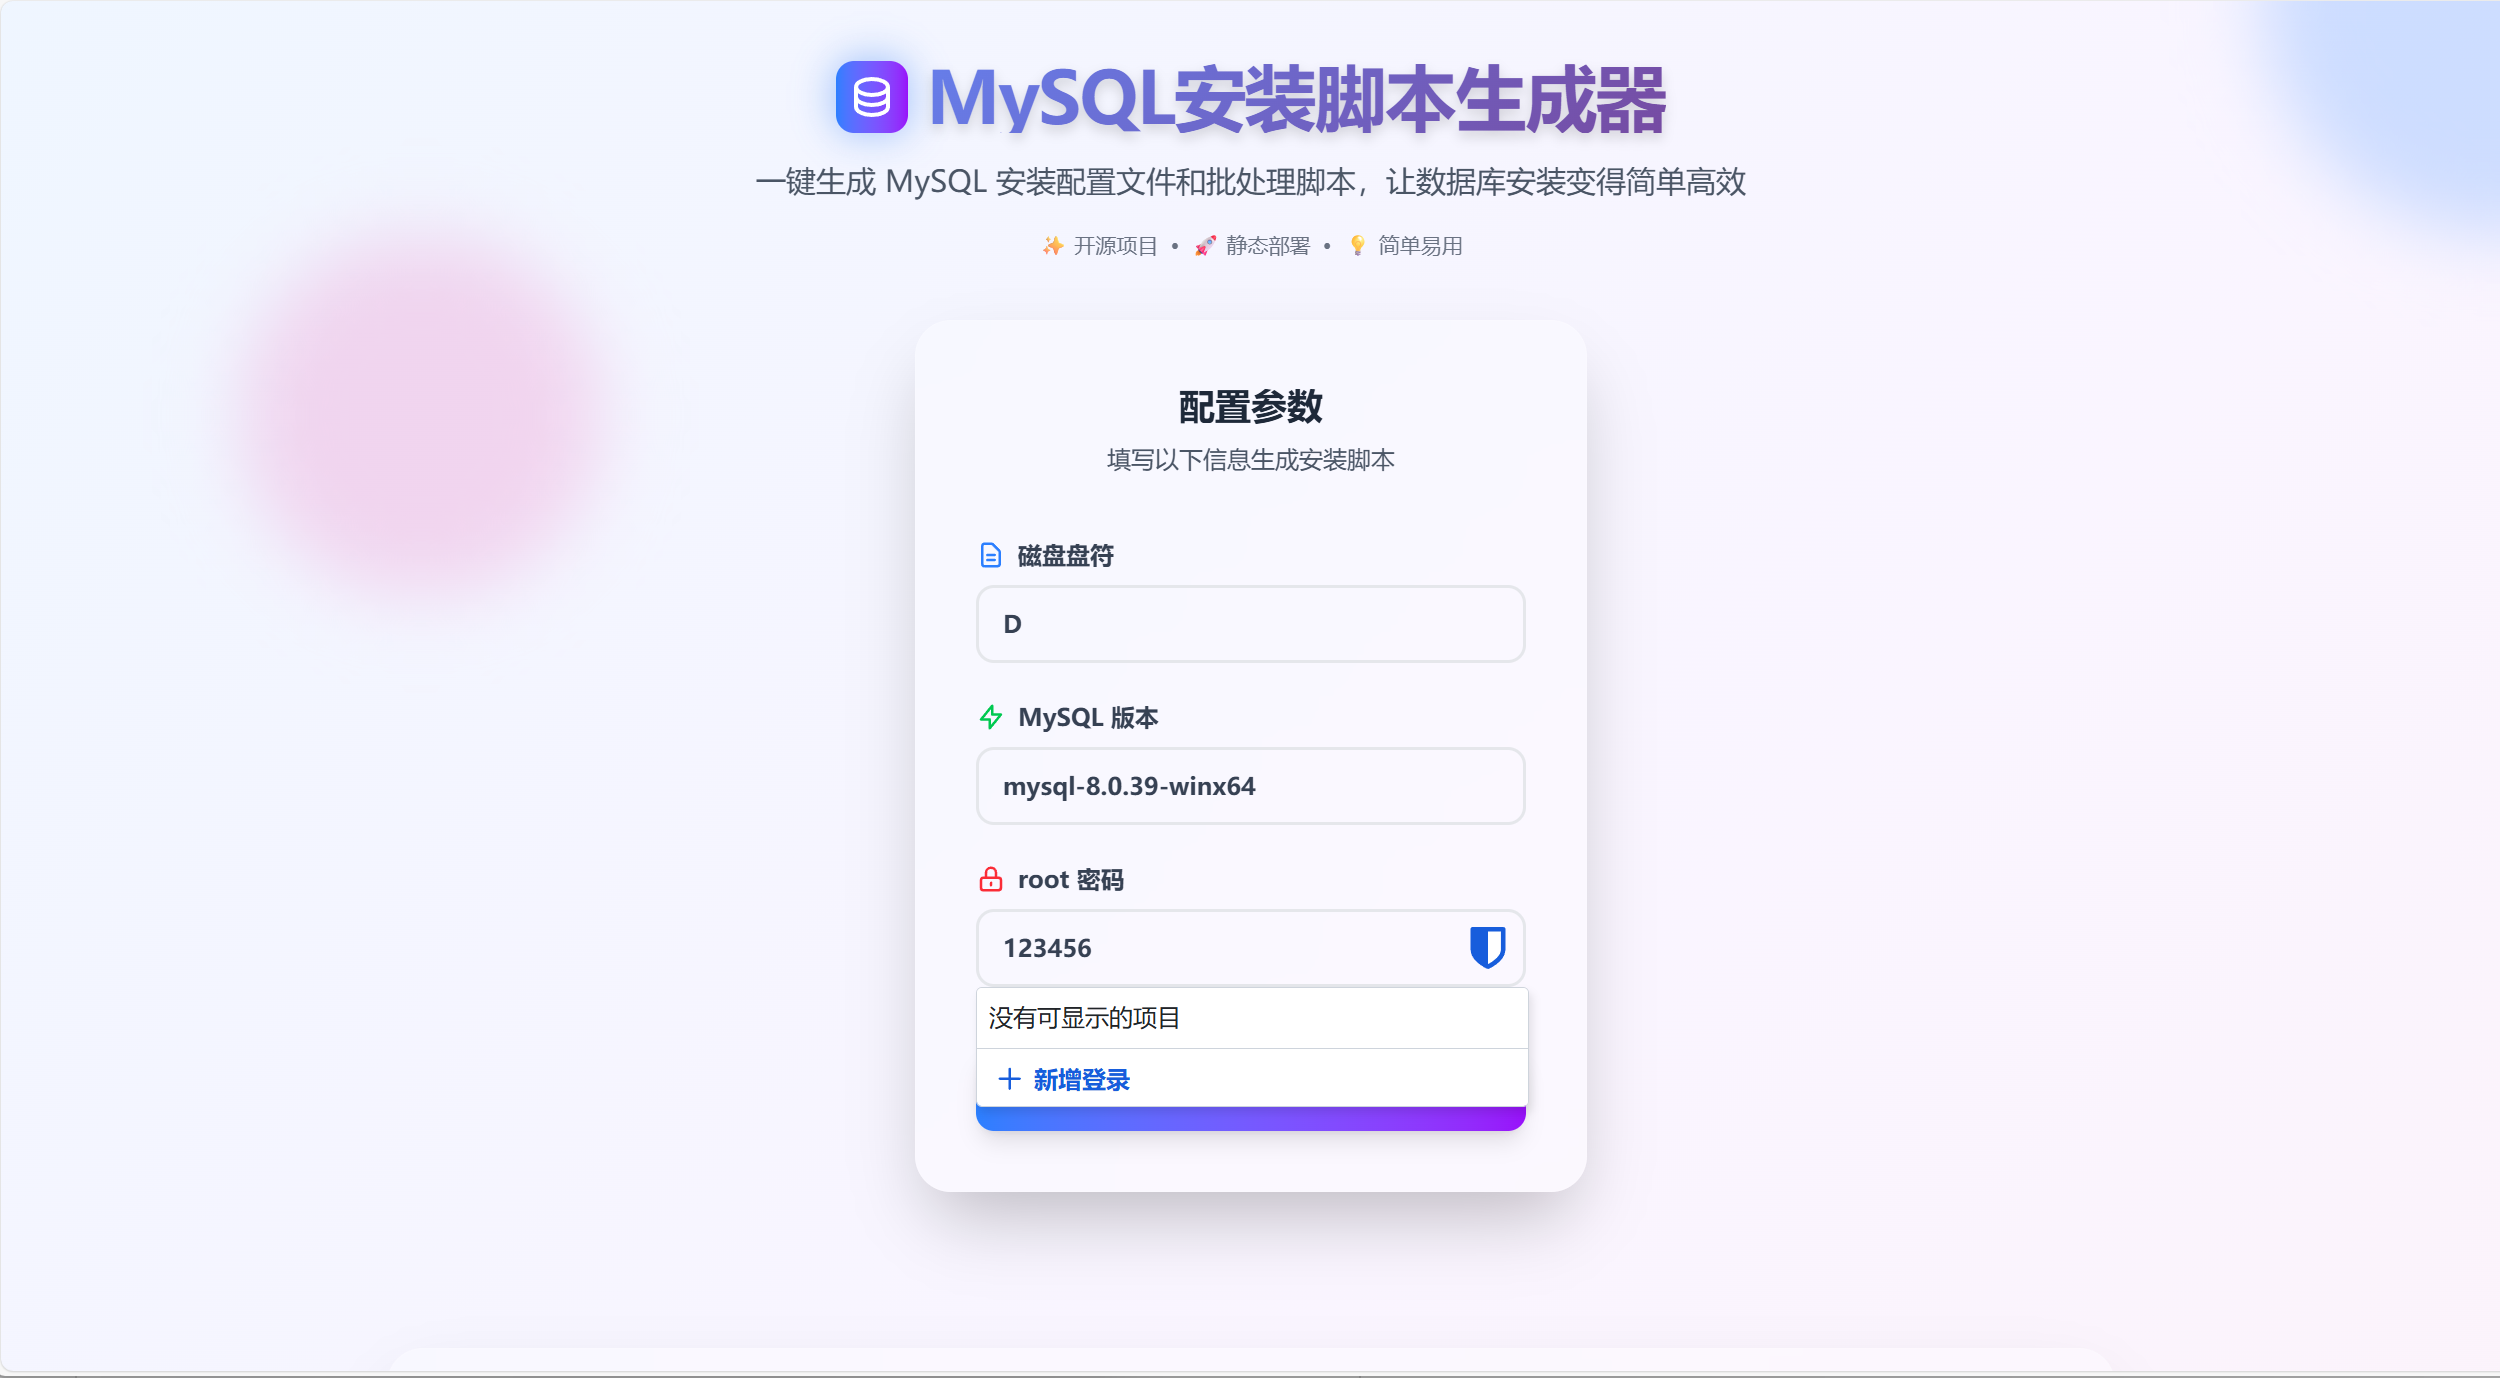 MySQL安装脚本生成器
一键生成 MySQL 安装配置文件和批处理脚本，让数据库安装变得简单高效
✨ 开源项目 • 🚀 静态部署 • 💡 简单易用
配置参数
填写以下信息生成安装脚本
磁盘盘符
D
MySQL 版本
mysql-8.0.39-winx64
root 密码
123456
没有可显示的项目
新增登录